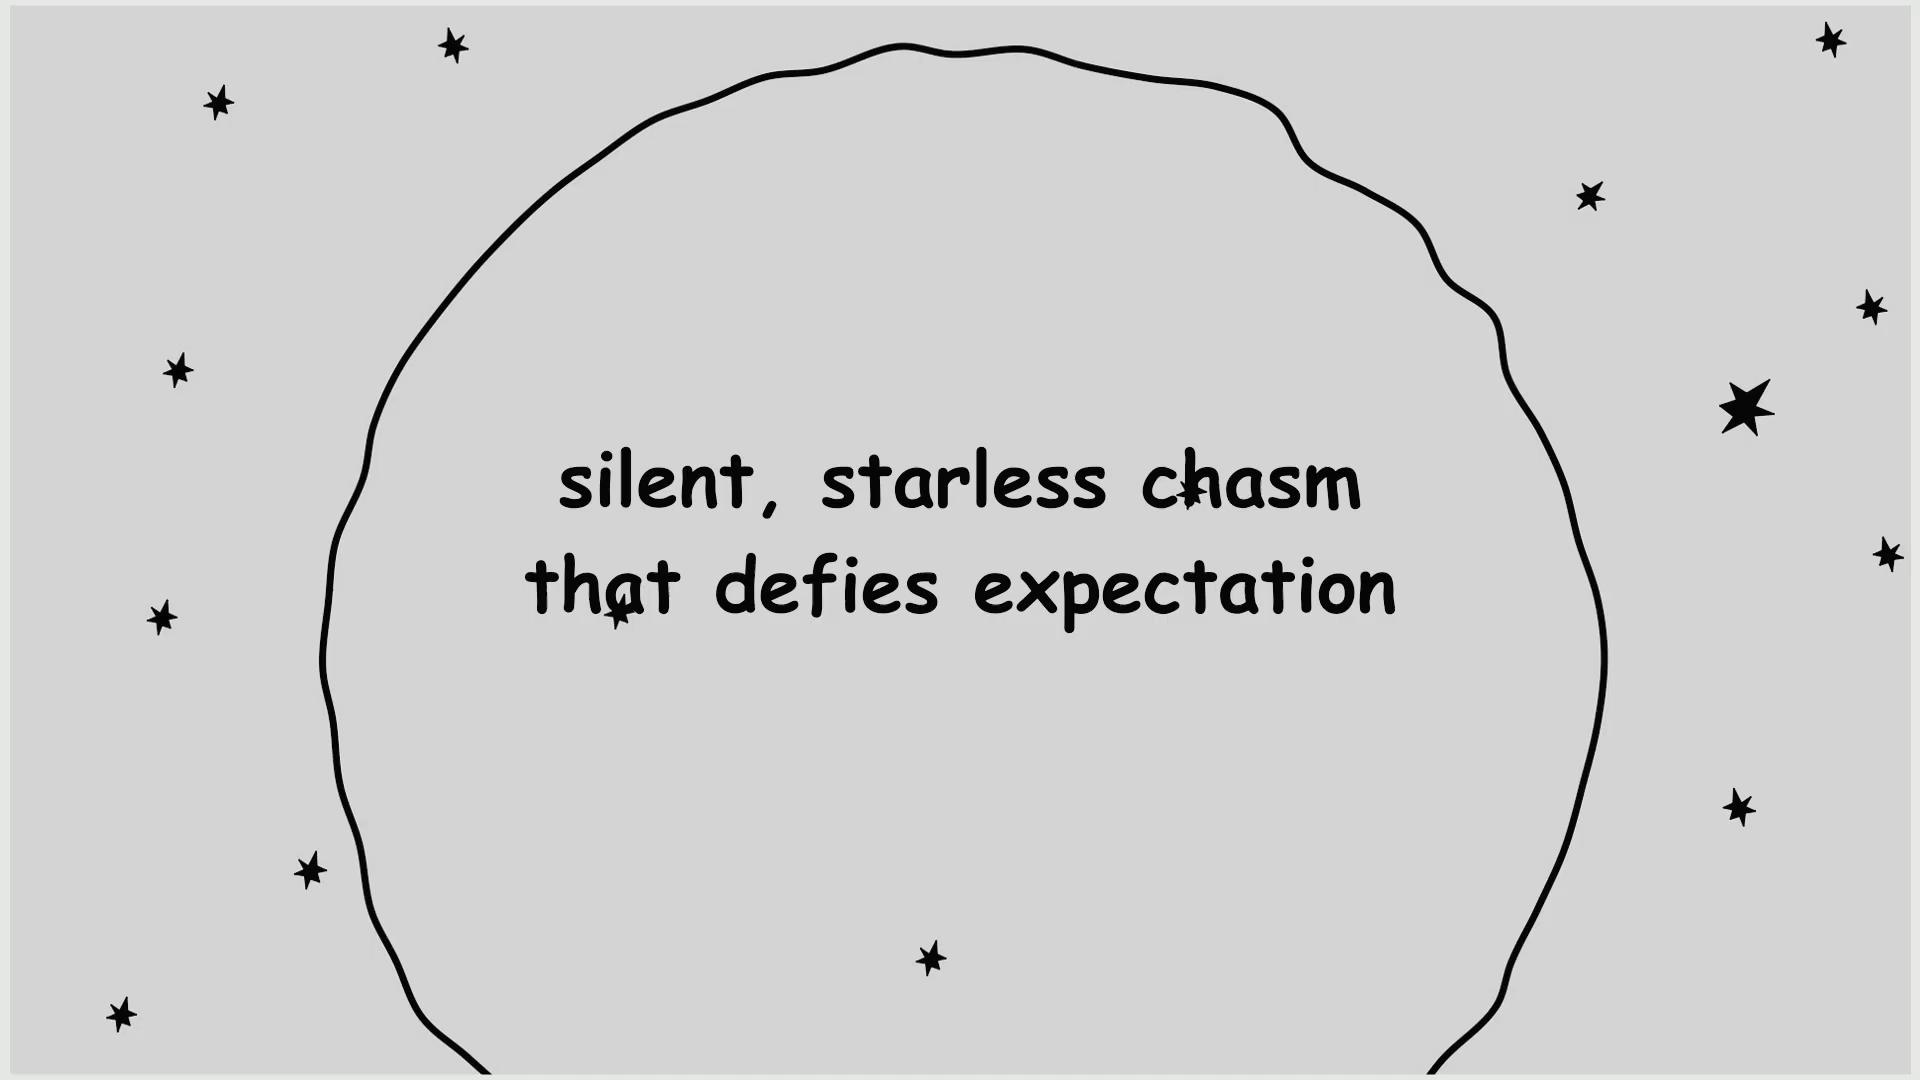 silent, starless chasm
that defies expectation